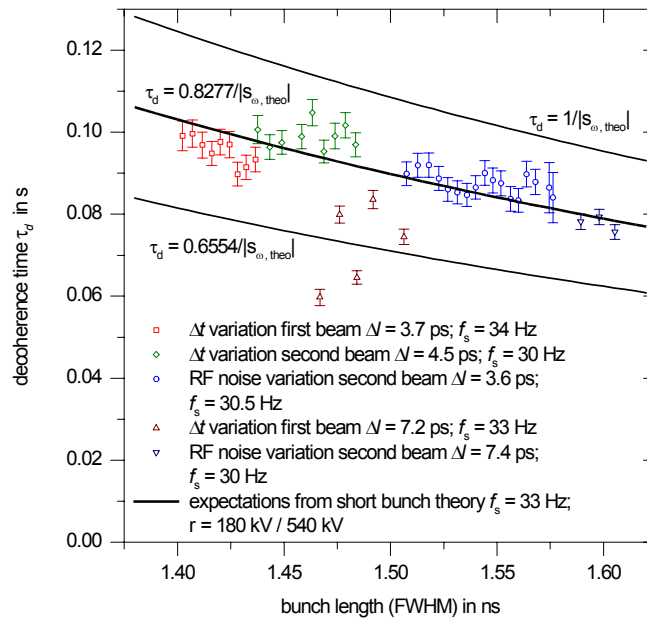 0.12
0.10
0.08
0.06
0.04
0.02
0.00
decoherence time τd in s
τd = 0.8277/|sω, theo|
τd = 1/|sω, theo|
τd = 0.6554/|sω, theo|
Δt variation first beam Δl = 3.7 ps; fs = 34 Hz
Δt variation second beam Δl = 4.5 ps; fs = 30 Hz
RF noise variation second beam Δl = 3.6 ps;
fs = 30.5 Hz
Δt variation first beam Δl = 7.2 ps; fs = 33 Hz
RF noise variation second beam Δl = 7.4 ps;
fs = 30 Hz
expectations from short bunch theory fs = 33 Hz;
r = 180 kV / 540 kV
1.40 1.45 1.50 1.55 1.60
bunch length (FWHM) in ns